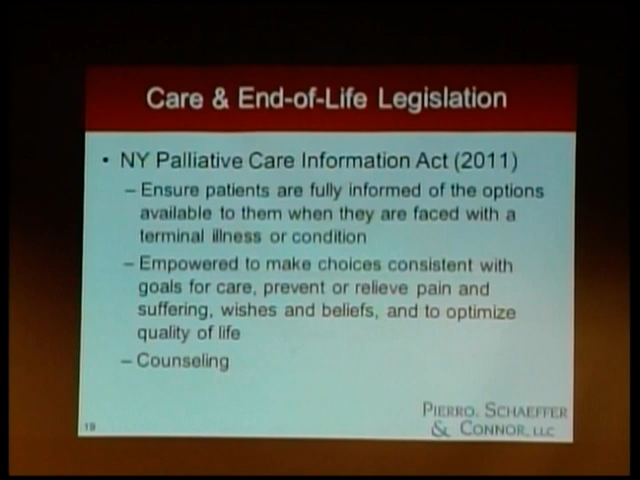 Care & End-of-Life Legislation
• NY Palliative Care Information Act (2011)
– Ensure patients are fully informed of the options
available to them when they are faced with a
terminal illness or condition
– Empowered to make choices consistent with
goals for care, prevent or relieve pain and
suffering, wishes and beliefs, and to optimize
quality of life
– Counseling
PIERRO, SCHAEFFER
& CONNOR, LLC
19